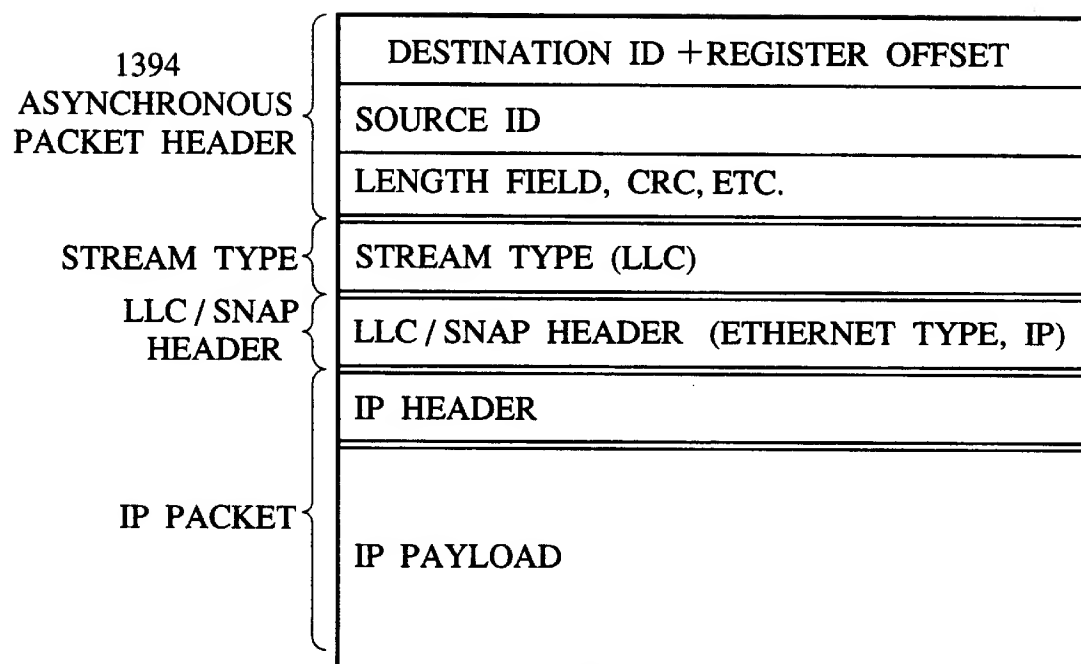 DESTINATION ID +REGISTER OFFSET
1394
ASYNCHRONOUS
PACKET HEADER
SOURCE ID
LENGTH FIELD, CRC, ETC.
STREAM TYPE
STREAM TYPE (LLC)
LLC / SNAP
HEADER
LLC / SNAP HEADER (ETHERNET TYPE, IP)
IP HEADER
IP PACKET
IP PAYLOAD